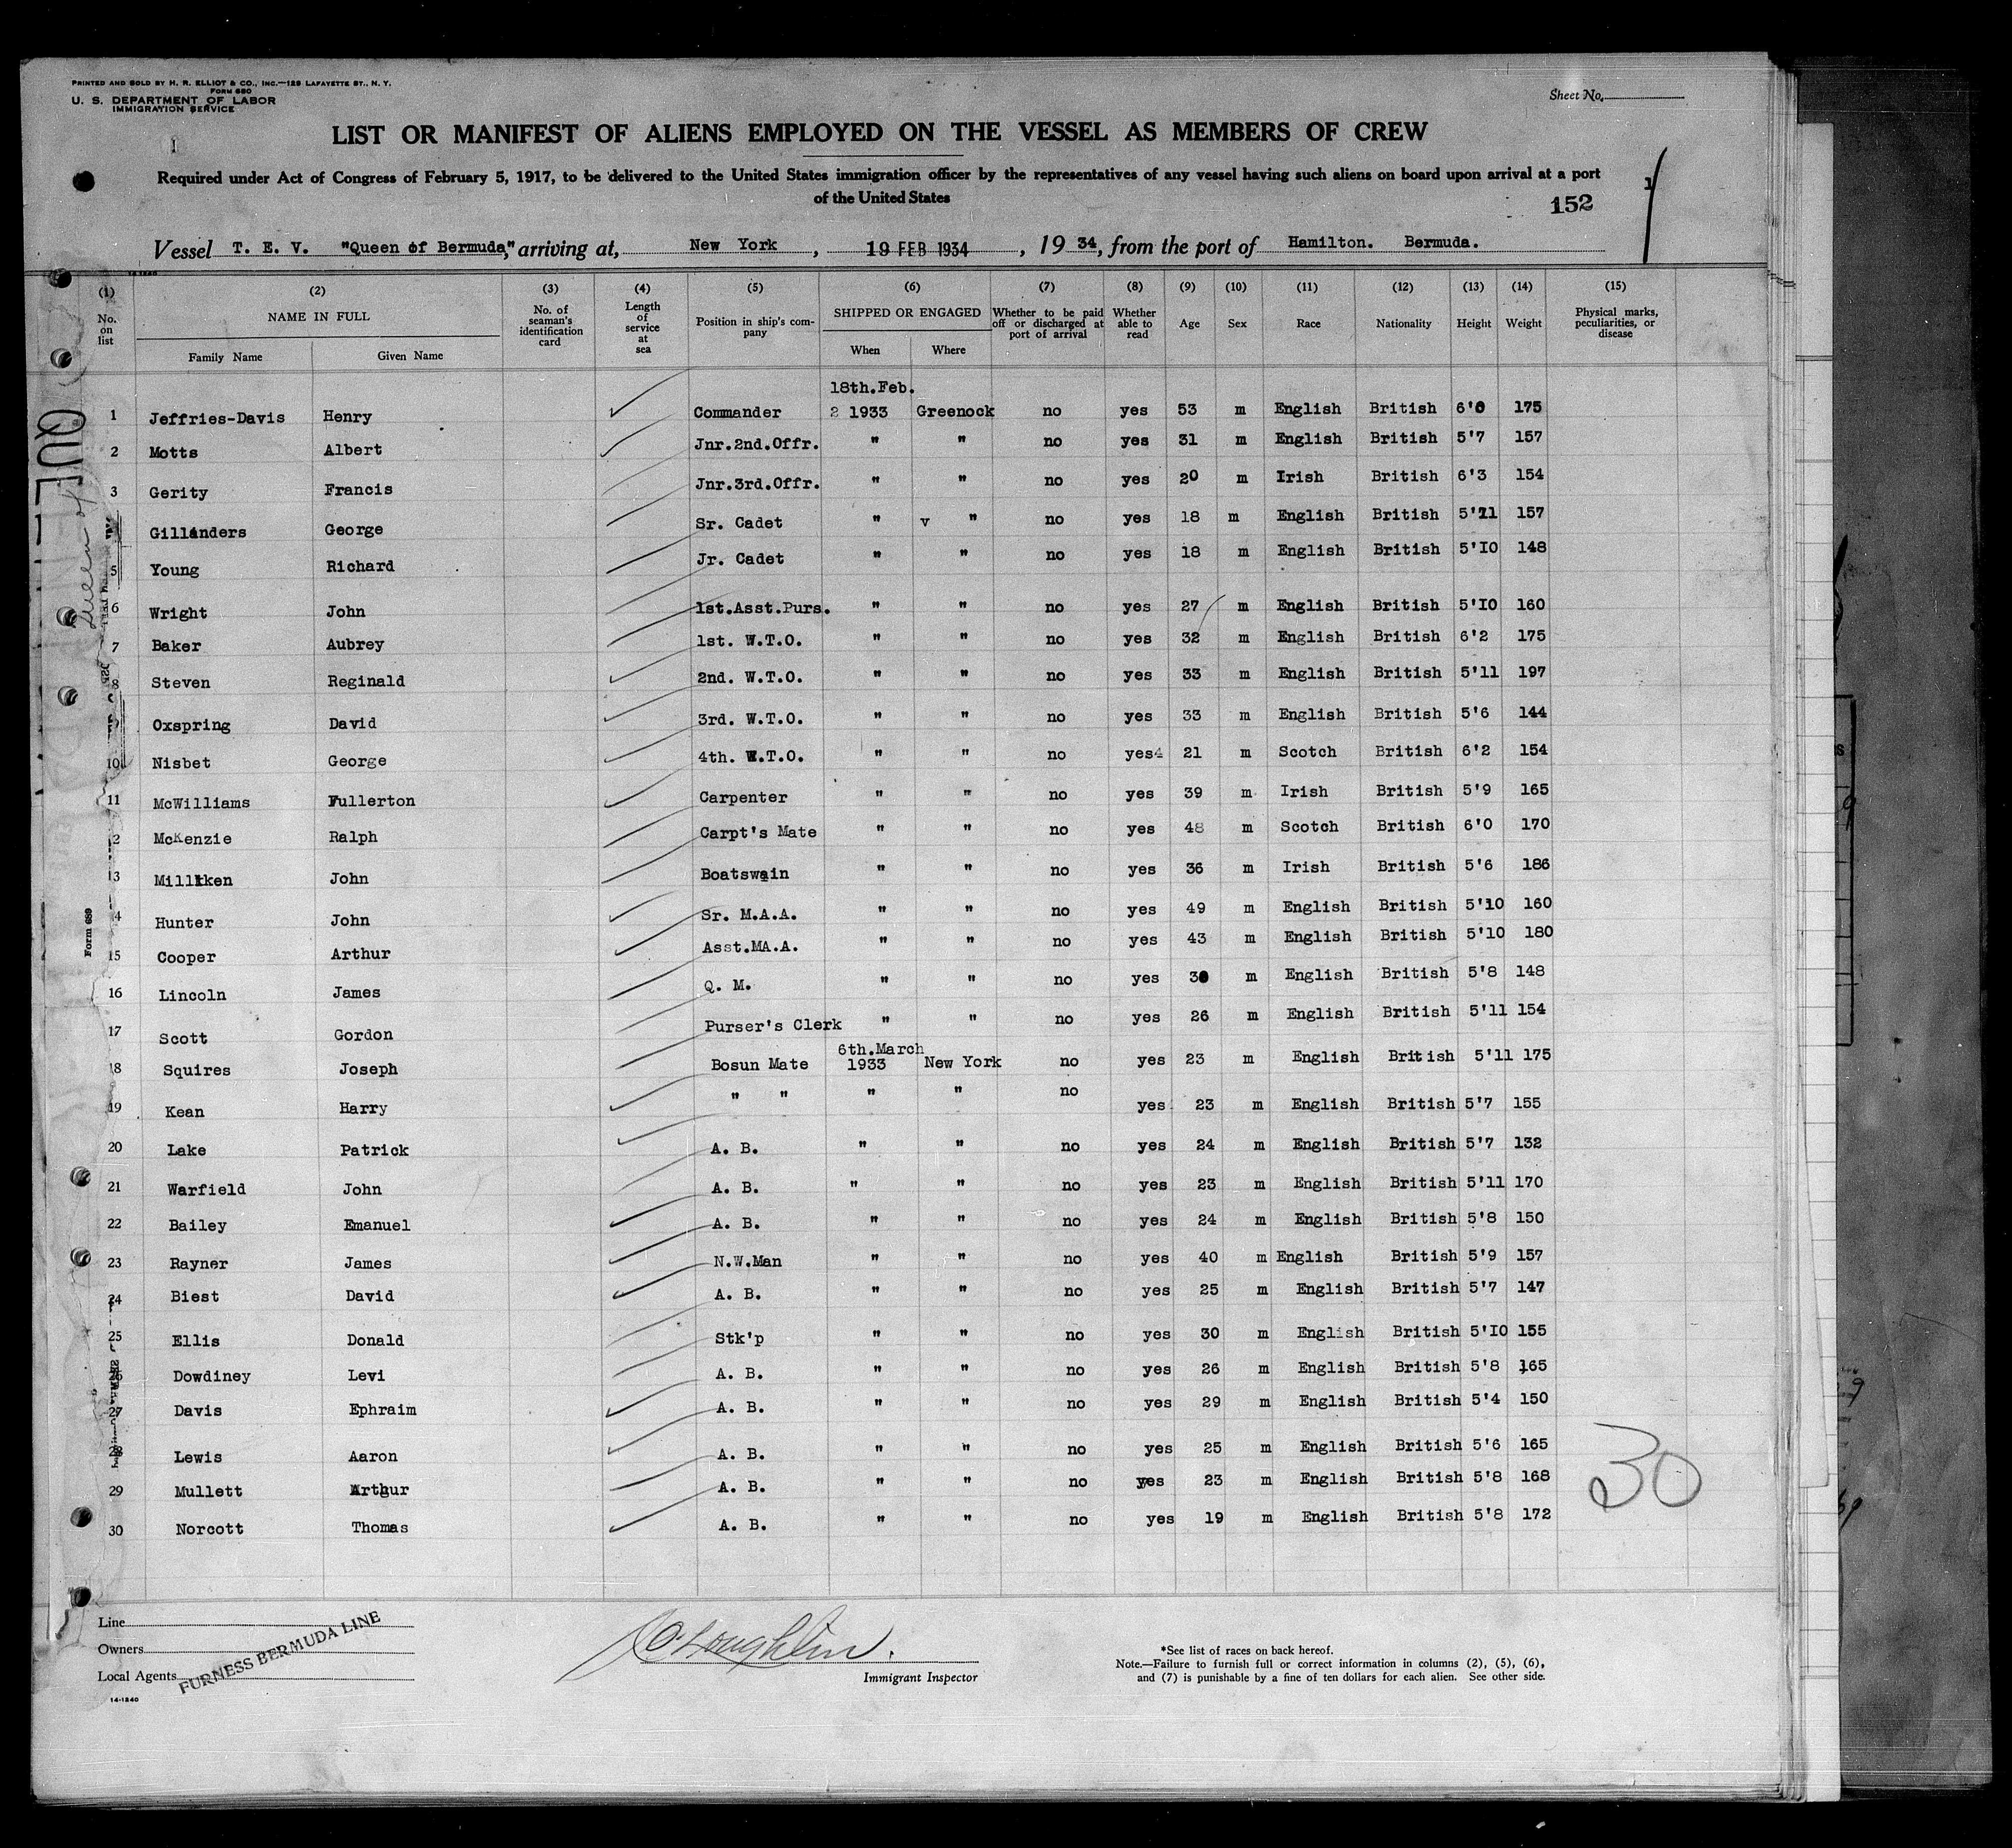 PRINTED AND SOLD BY H. R. ELLIOT & CO., INC.—129 LAFAYETTE ST., N. Y.
FORM 680
U. S. DEPARTMENT OF LABOR
IMMIGRATION SERVICE
Sheet No.
1
LIST OR MANIFEST OF ALIENS EMPLOYED ON THE VESSEL AS MEMBERS OF CREW
Required under Act of Congress of February 5, 1917, to be delivered to the United States immigration officer by the representatives of any vessel having such aliens on board upon arrival at a port
of the United States
152
1
Vessel T. E. V. "Queen of Bermuda", arriving at, New York, 19 FEB 1934, 19 34, from the port of Hamilton. Bermuda.
14-1240
(1) (2) (3) (4) (5) (6) (7) (8) (9) (10) (11) (12) (13) (14) (15)
No. on list NAME IN FULL Family Name Given Name No. of seaman's identification card Length of service at sea Position in ship's company SHIPPED OR ENGAGED When Where Whether to be paid off or discharged at port of arrival Whether able to read Age Sex Race Nationality Height Weight Physical marks, peculiarities, or disease
18th.Feb.
1 Jeffries-Davis Henry Commander 2 1933 Greenock no yes 53 m English British 6'0 175
2 Motts Albert Jnr.2nd.Offr. " " no yes 31 m English British 5'7 157
3 Gerity Francis Jnr.3rd.Offr. " " no yes 20 m Irish British 6'3 154
Gillanders George Sr. Cadet " v " no yes 18 m English British 5'11 157
5 Young Richard Jr. Cadet " " no yes 18 m English British 5'10 148
6 Wright John 1st.Asst.Purs. " " no yes 27 m English British 5'10 160
7 Baker Aubrey 1st. W.T.O. " " no yes 32 m English British 6'2 175
8 Steven Reginald 2nd. W.T.O. " " no yes 33 m English British 5'11 197
Oxspring David 3rd. W.T.O. " " no yes 33 m English British 5'6 144
10 Nisbet George 4th. W.T.O. " " no yes4 21 m Scotch British 6'2 154
11 McWilliams Fullerton Carpenter " " no yes 39 m Irish British 5'9 165
2 McKenzie Ralph Carpt's Mate " " no yes 48 m Scotch British 6'0 170
3 Milliken John Boatswain " " no yes 36 m Irish British 5'6 186
4 Hunter John Sr. M.A.A. " " no yes 49 m English British 5'10 160
15 Cooper Arthur Asst.MA.A. " " no yes 43 m English British 5'10 180
16 Lincoln James Q. M. " " no yes 30 m English British 5'8 148
17 Scott Gordon Purser's Clerk " " no yes 26 m English British 5'11 154
6th.March
18 Squires Joseph Bosun Mate 1933 New York no yes 23 m English British 5'11 175
19 Kean Harry " " " " no yes 23 m English British 5'7 155
20 Lake Patrick A. B. " " no yes 24 m English British 5'7 132
21 Warfield John A. B. " " no yes 23 m English British 5'11 170
22 Bailey Emanuel A. B. " " no yes 24 m English British 5'8 150
23 Rayner James N.W.Man " " no yes 40 m English British 5'9 157
24 Biest David A. B. " " no yes 25 m English British 5'7 147
25 Ellis Donald Stk'p " " no yes 30 m English British 5'10 155
26 Dowdiney Levi A. B. " " no yes 26 m English British 5'8 165
27 Davis Ephraim A. B. " " no yes 29 m English British 5'4 150
28 Lewis Aaron A. B. " " no yes 25 m English British 5'6 165
29 Mullett Arthur A. B. " " no yes 23 m English British 5'8 168
30 Norcott Thomas A. B. " " no yes 19 m English British 5'8 172
30
Form 689
Queen of
Line
Owners
Local Agents
FURNESS BERMUDA LINE
14-1240
O'Loughlin.
Immigrant Inspector
*See list of races on back hereof.
Note.—Failure to furnish full or correct information in columns (2), (5), (6),
and (7) is punishable by a fine of ten dollars for each alien. See other side.